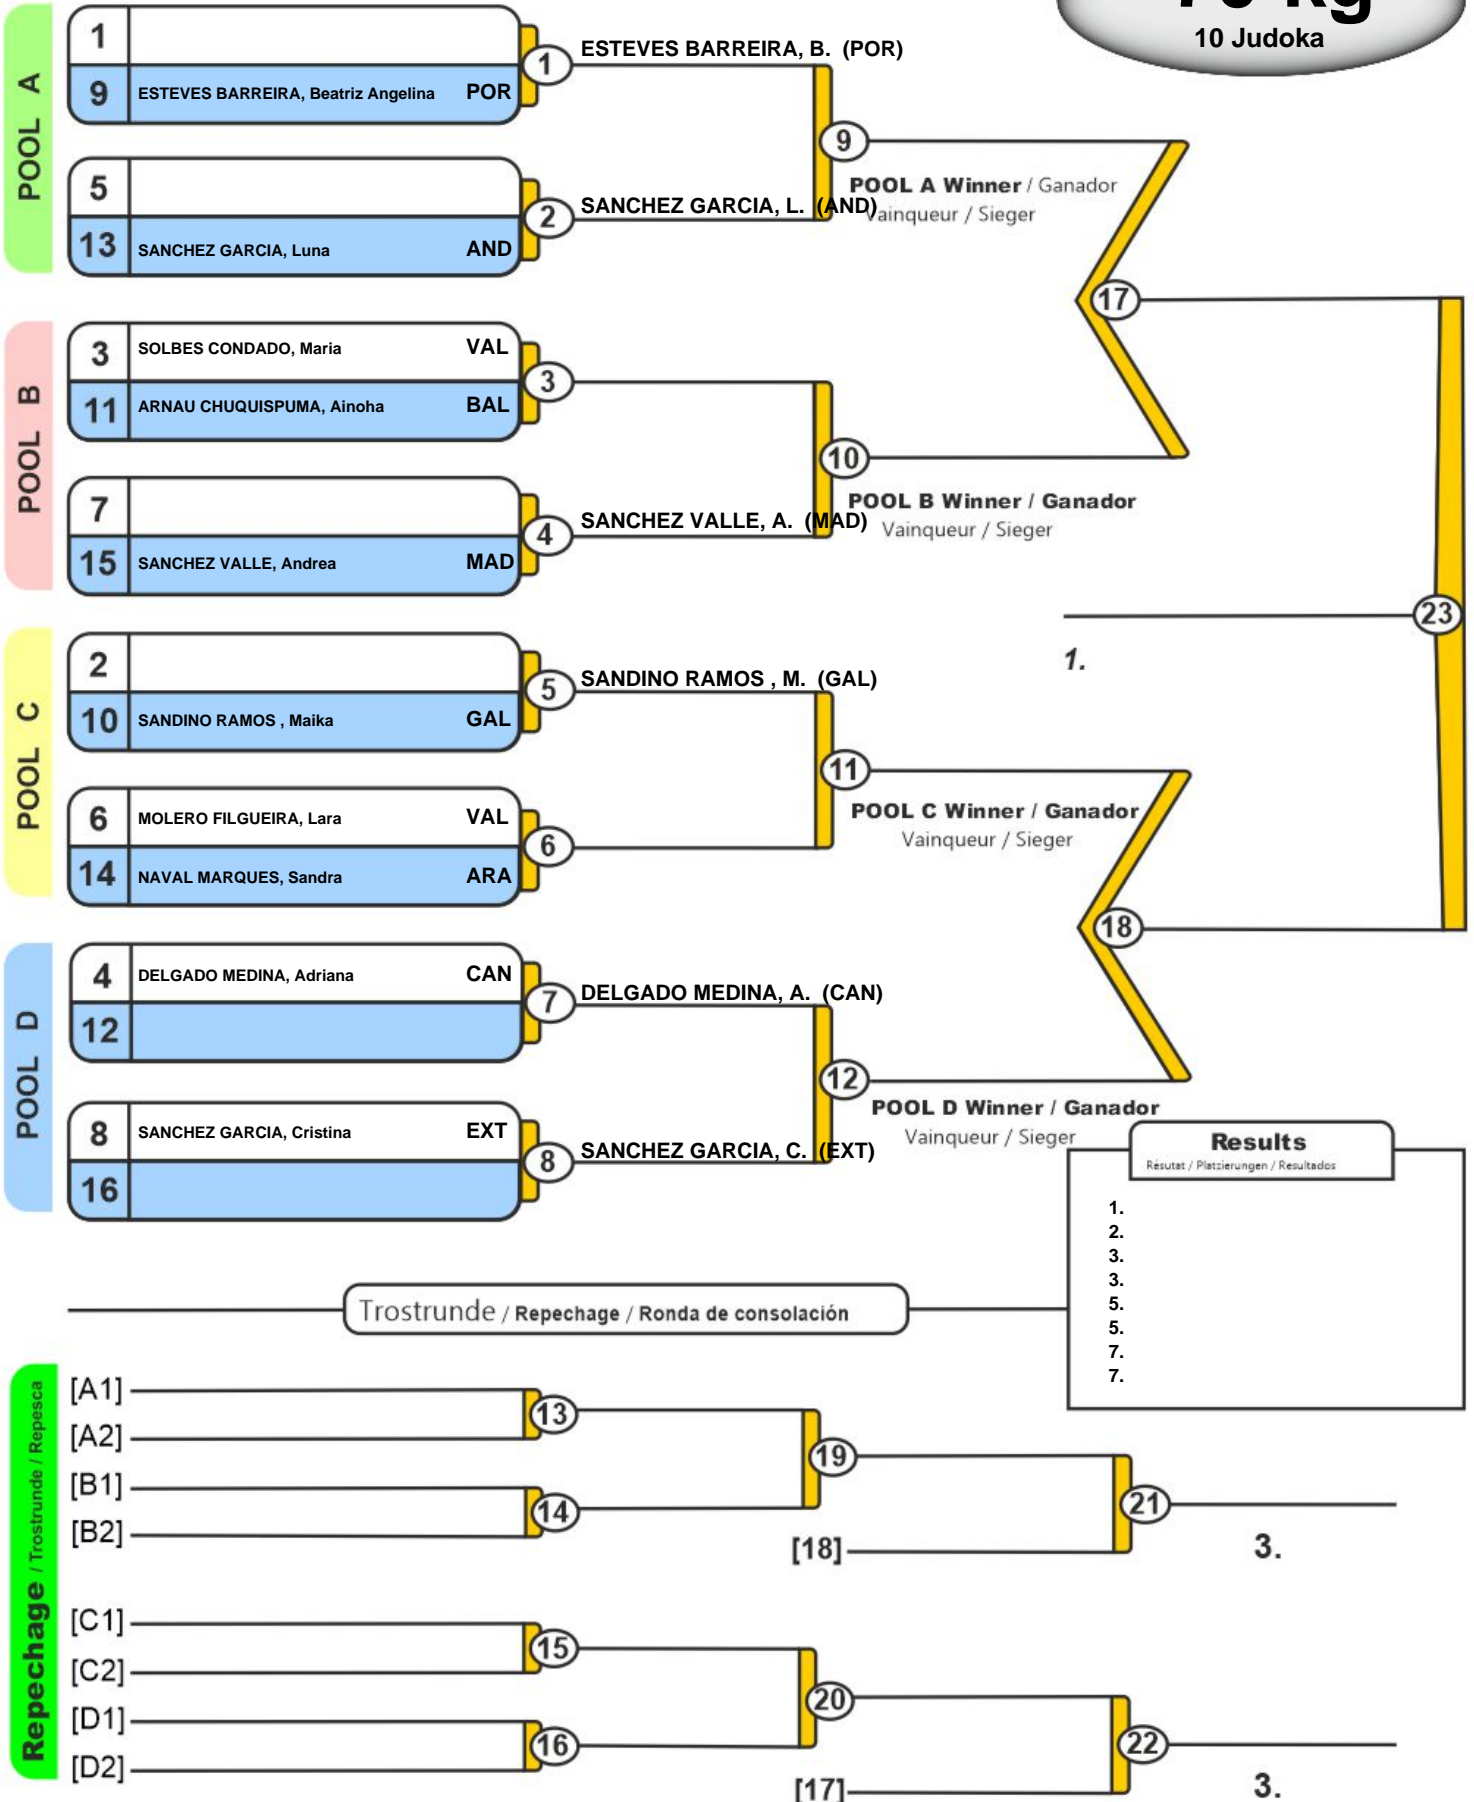 70 kg
10 Judoka
POOL A
1
9 ESTEVES BARREIRA, Beatriz Angelina POR
1
ESTEVES BARREIRA, B. (POR)
5
13 SANCHEZ GARCIA, Luna AND
2
SANCHEZ GARCIA, L. (AND)
9
POOL A Winner / Ganador
Vainqueur / Sieger
17
POOL B
3 SOLBES CONDADO, Maria VAL
11 ARNAU CHUQUISPUMA, Ainoha BAL
3
7
15 SANCHEZ VALLE, Andrea MAD
4
SANCHEZ VALLE, A. (MAD)
10
POOL B Winner / Ganador
Vainqueur / Sieger
23
1.
POOL C
2
10 SANDINO RAMOS , Maika GAL
5
SANDINO RAMOS , M. (GAL)
6 MOLERO FILGUEIRA, Lara VAL
14 NAVAL MARQUES, Sandra ARA
6
11
POOL C Winner / Ganador
Vainqueur / Sieger
18
POOL D
4 DELGADO MEDINA, Adriana CAN
12
7
DELGADO MEDINA, A. (CAN)
8 SANCHEZ GARCIA, Cristina EXT
16
8
SANCHEZ GARCIA, C. (EXT)
12
POOL D Winner / Ganador
Vainqueur / Sieger
Results
Résutat / Platzierungen / Resultados
1.
2.
3.
3.
5.
5.
7.
7.
Trostrunde / Repechage / Ronda de consolación
Repechage / Trostrunde / Repesca
[A1]
[A2]
13
[B1]
[B2]
14
19
[18]
21
3.
[C1]
[C2]
15
[D1]
[D2]
16
20
[17]
22
3.